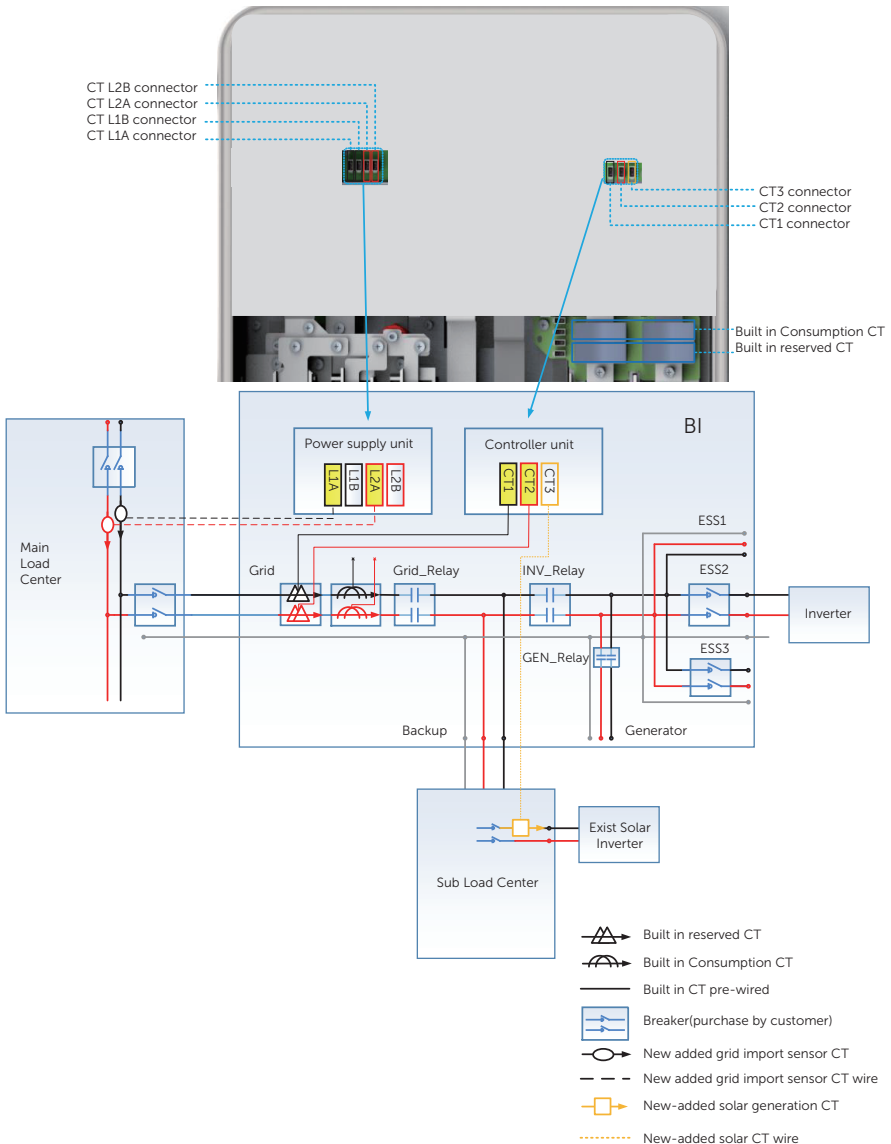 CT L2B connector
CT L2A connector
CT L1B connector
CT L1A connector
CT3 connector
CT2 connector
CT1 connector
Built in Consumption CT
Built in reserved CT
BI
Power supply unit
L1A
L1B
L2A
L2B
Controller unit
CT1
CT2
CT3
Main
Load
Center
Grid
Grid_Relay
INV_Relay
ESS1
ESS2
Inverter
GEN_Relay
ESS3
Backup
Generator
Exist Solar
Inverter
Sub Load Center
Built in reserved CT
Built in Consumption CT
Built in CT pre-wired
Breaker(purchase by customer)
New added grid import sensor CT
New added grid import sensor CT wire
New-added solar generation CT
New-added solar CT wire